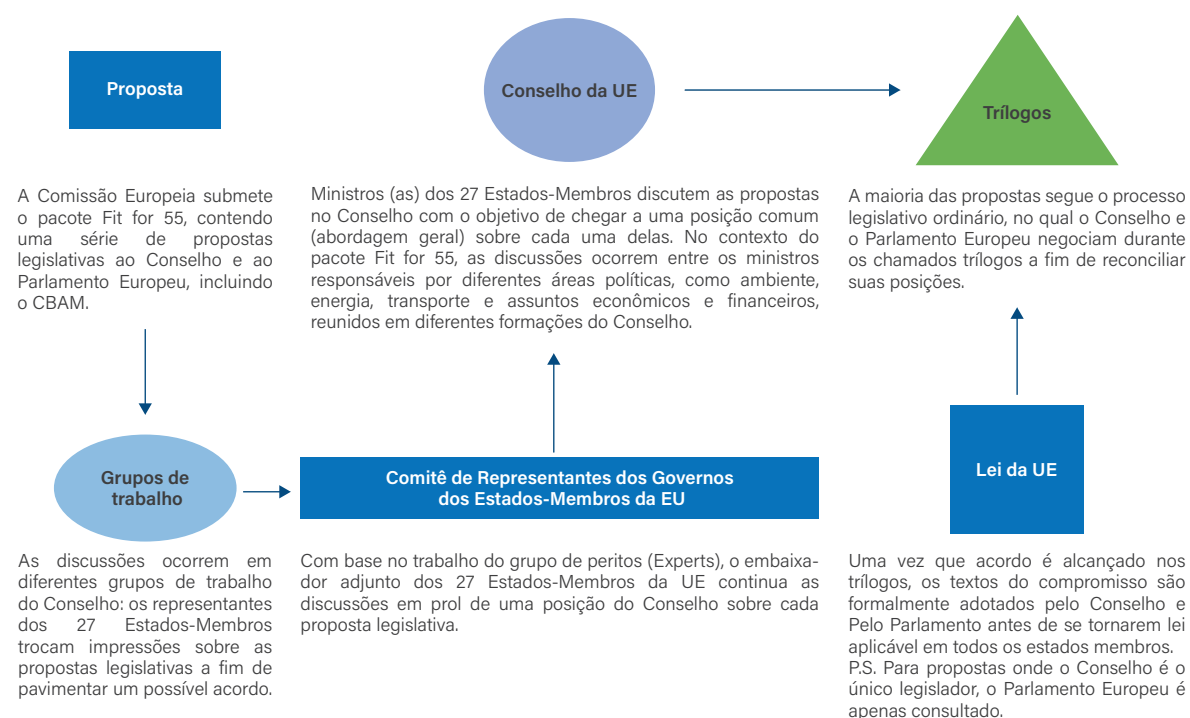 Proposta
A Comissão Europeia submete
o pacote Fit for 55, contendo
uma série de propostas
legislativas ao Conselho e ao
Parlamento Europeu, incluindo
o CBAM.
Grupos de
trabalho
As discussões ocorrem em
diferentes grupos de trabalho
do Conselho: os representantes
dos 27 Estados-Membros
trocam impressões sobre as
propostas legislativas a fim de
pavimentar um possível acordo.
Comitê de Representantes dos Governos
dos Estados-Membros da EU
Com base no trabalho do grupo de peritos (Experts), o embaixa-
dor adjunto dos 27 Estados-Membros da UE continua as
discussões em prol de uma posição do Conselho sobre cada
proposta legislativa.
Conselho da UE
Ministros (as) dos 27 Estados-Membros discutem as propostas
no Conselho com o objetivo de chegar a uma posição comum
(abordagem geral) sobre cada uma delas. No contexto do
pacote Fit for 55, as discussões ocorrem entre os ministros
responsáveis por diferentes áreas políticas, como ambiente,
energia, transporte e assuntos econômicos e financeiros,
reunidos em diferentes formações do Conselho.
Trílogos
A maioria das propostas segue o processo
legislativo ordinário, no qual o Conselho e
o Parlamento Europeu negociam durante
os chamados trílogos a fim de reconciliar
suas posições.
Lei da UE
Uma vez que acordo é alcançado nos
trílogos, os textos do compromisso são
formalmente adotados pelo Conselho e
Pelo Parlamento antes de se tornarem lei
aplicável em todos os estados membros.
P.S. Para propostas onde o Conselho é o
único legislador, o Parlamento Europeu é
apenas consultado.